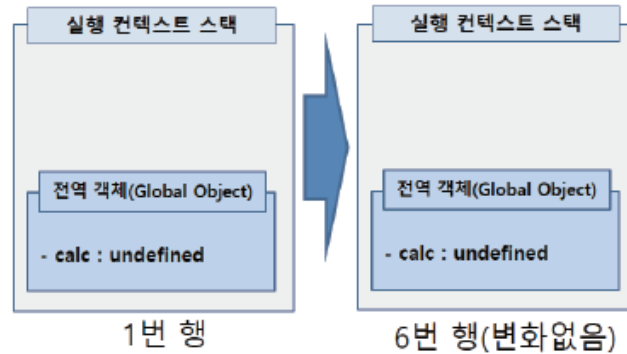 실행 컨텍스트 스택
전역 객체(Global Object)
- calc : undefined
1번 행
실행 컨텍스트 스택
전역 객체(Global Object)
- calc : undefined
6번 행(변화없음)